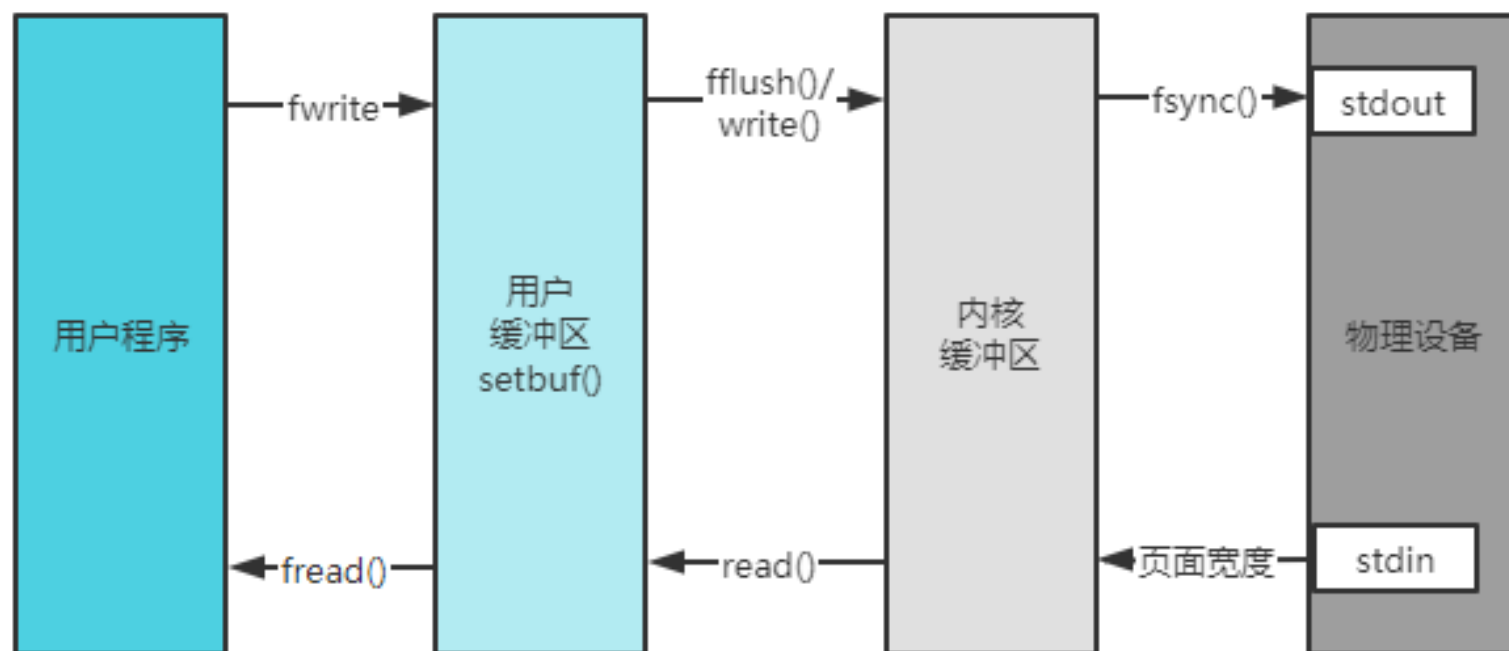 fwrite
fflush()/
write()
fsync()
stdout
用户程序
用户
缓冲区
setbuf()
内核
缓冲区
物理设备
fread()
read()
页面宽度
stdin